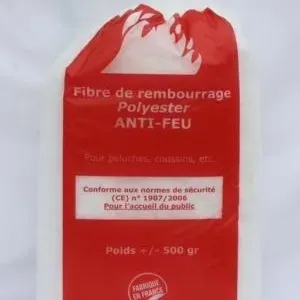 Fibre de rembourrage
Polyester
ANTI-FEU
Pour peluches, coussins, etc.
Conforme aux normes de sécurité
(CE) n° 1907/2006
Pour l'accueil du public
Poids +/- 500 gr
FABRIQUÉ
EN FRANCE